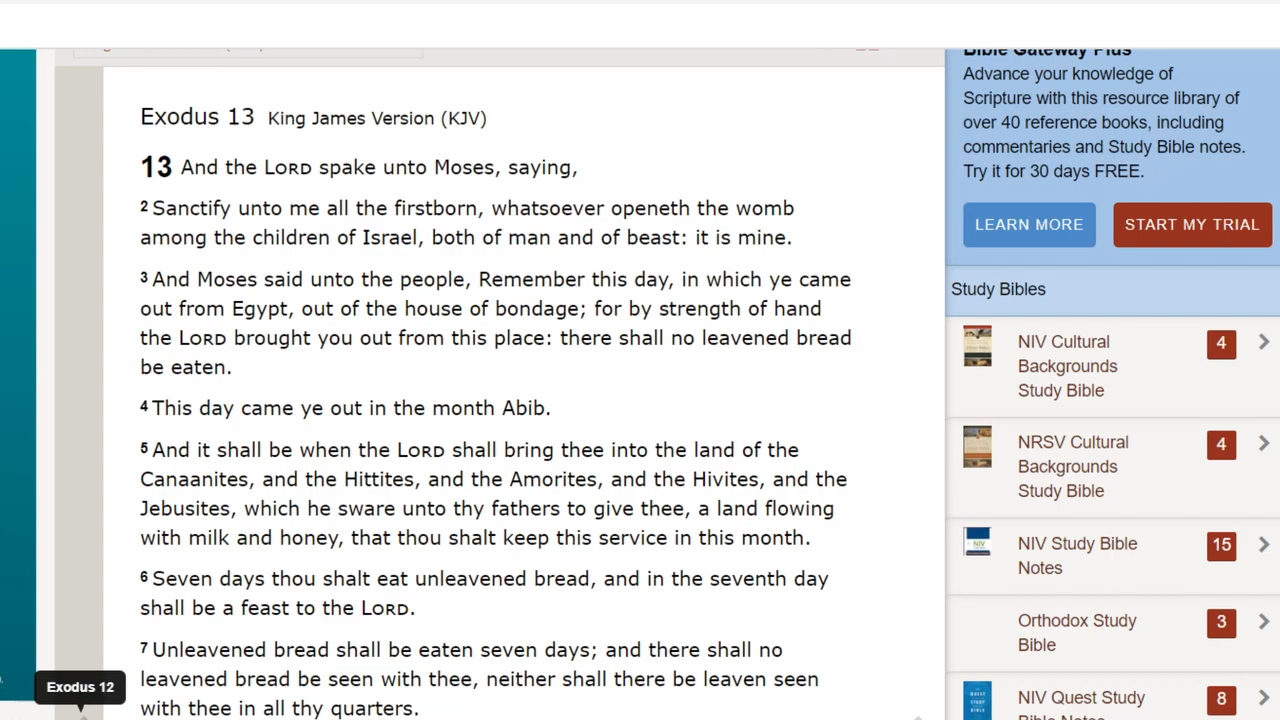 Exodus 13 King James Version (KJV)
13 And the LORD spake unto Moses, saying,
2 Sanctify unto me all the firstborn, whatsoever openeth the womb
among the children of Israel, both of man and of beast: it is mine.
3 And Moses said unto the people, Remember this day, in which ye came
out from Egypt, out of the house of bondage; for by strength of hand
the LORD brought you out from this place: there shall no leavened bread
be eaten.
4 This day came ye out in the month Abib.
5 And it shall be when the LORD shall bring thee into the land of the
Canaanites, and the Hittites, and the Amorites, and the Hivites, and the
Jebusites, which he sware unto thy fathers to give thee, a land flowing
with milk and honey, that thou shalt keep this service in this month.
6 Seven days thou shalt eat unleavened bread, and in the seventh day
shall be a feast to the LORD.
7 Unleavened bread shall be eaten seven days; and there shall no
leavened bread be seen with thee, neither shall there be leaven seen
with thee in all thy quarters.
Exodus 12
Bible Gateway Plus
Advance your knowledge of
Scripture with this resource library of
over 40 reference books, including
commentaries and Study Bible notes.
Try it for 30 days FREE.
LEARN MORE
START MY TRIAL
Study Bibles
NIV Cultural
Backgrounds
Study Bible
4
NRSV Cultural
Backgrounds
Study Bible
4
NIV Study Bible
Notes
15
Orthodox Study
Bible
3
NIV Quest Study
Bible Notes
8